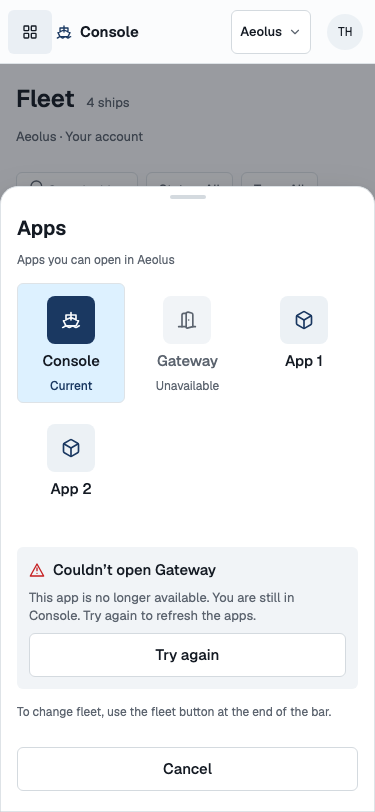 Console
Aeolus
TH
Fleet
4 ships
Aeolus · Your account
Apps
Apps you can open in Aeolus
Console
Current
Gateway
Unavailable
App 1
App 2
Couldn’t open Gateway
This app is no longer available. You are still in
Console. Try again to refresh the apps.
Try again
To change fleet, use the fleet button at the end of the bar.
Cancel